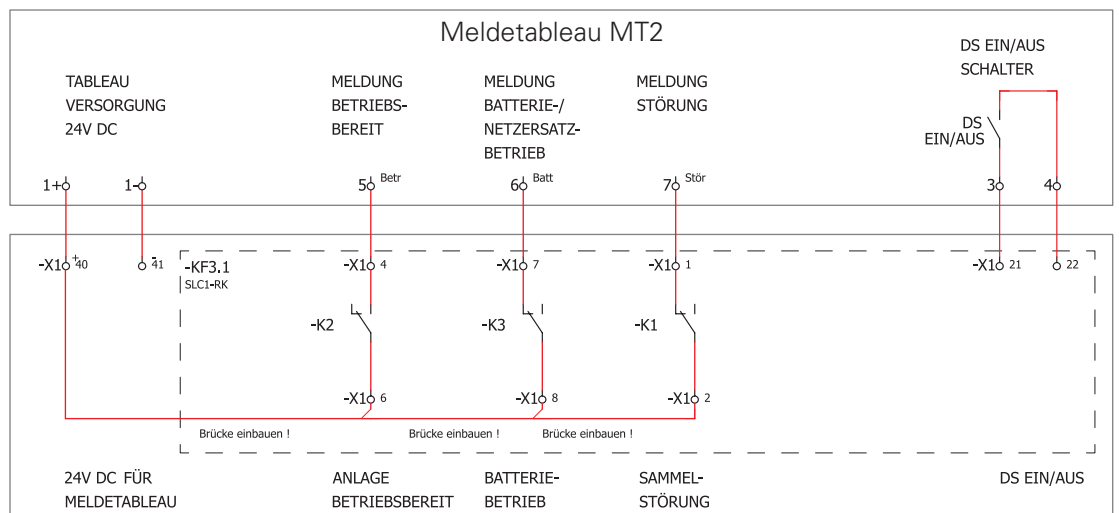 Meldetableau MT2
TABLEAU
VERSORGUNG
24V DC
MELDUNG
BETRIEBS-
BEREIT
MELDUNG
BATTERIE-/
NETZERSATZ-
BETRIEB
MELDUNG
STÖRUNG
DS EIN/AUS
SCHALTER
DS
EIN/AUS
1+
1-
5 Betr
6 Batt
7 Stör
3
4
-X1 + 40
- 41
-KF3.1
SLC1-RK
-X1 4
-X1 7
-X1 1
-X1 21
22
-K2
-K3
-K1
-X1 6
-X1 8
-X1 2
Brücke einbauen !
Brücke einbauen !
Brücke einbauen !
24V DC FÜR
MELDETABLEAU
ANLAGE
BETRIEBSBEREIT
BATTERIE-
BETRIEB
SAMMEL-
STÖRUNG
DS EIN/AUS